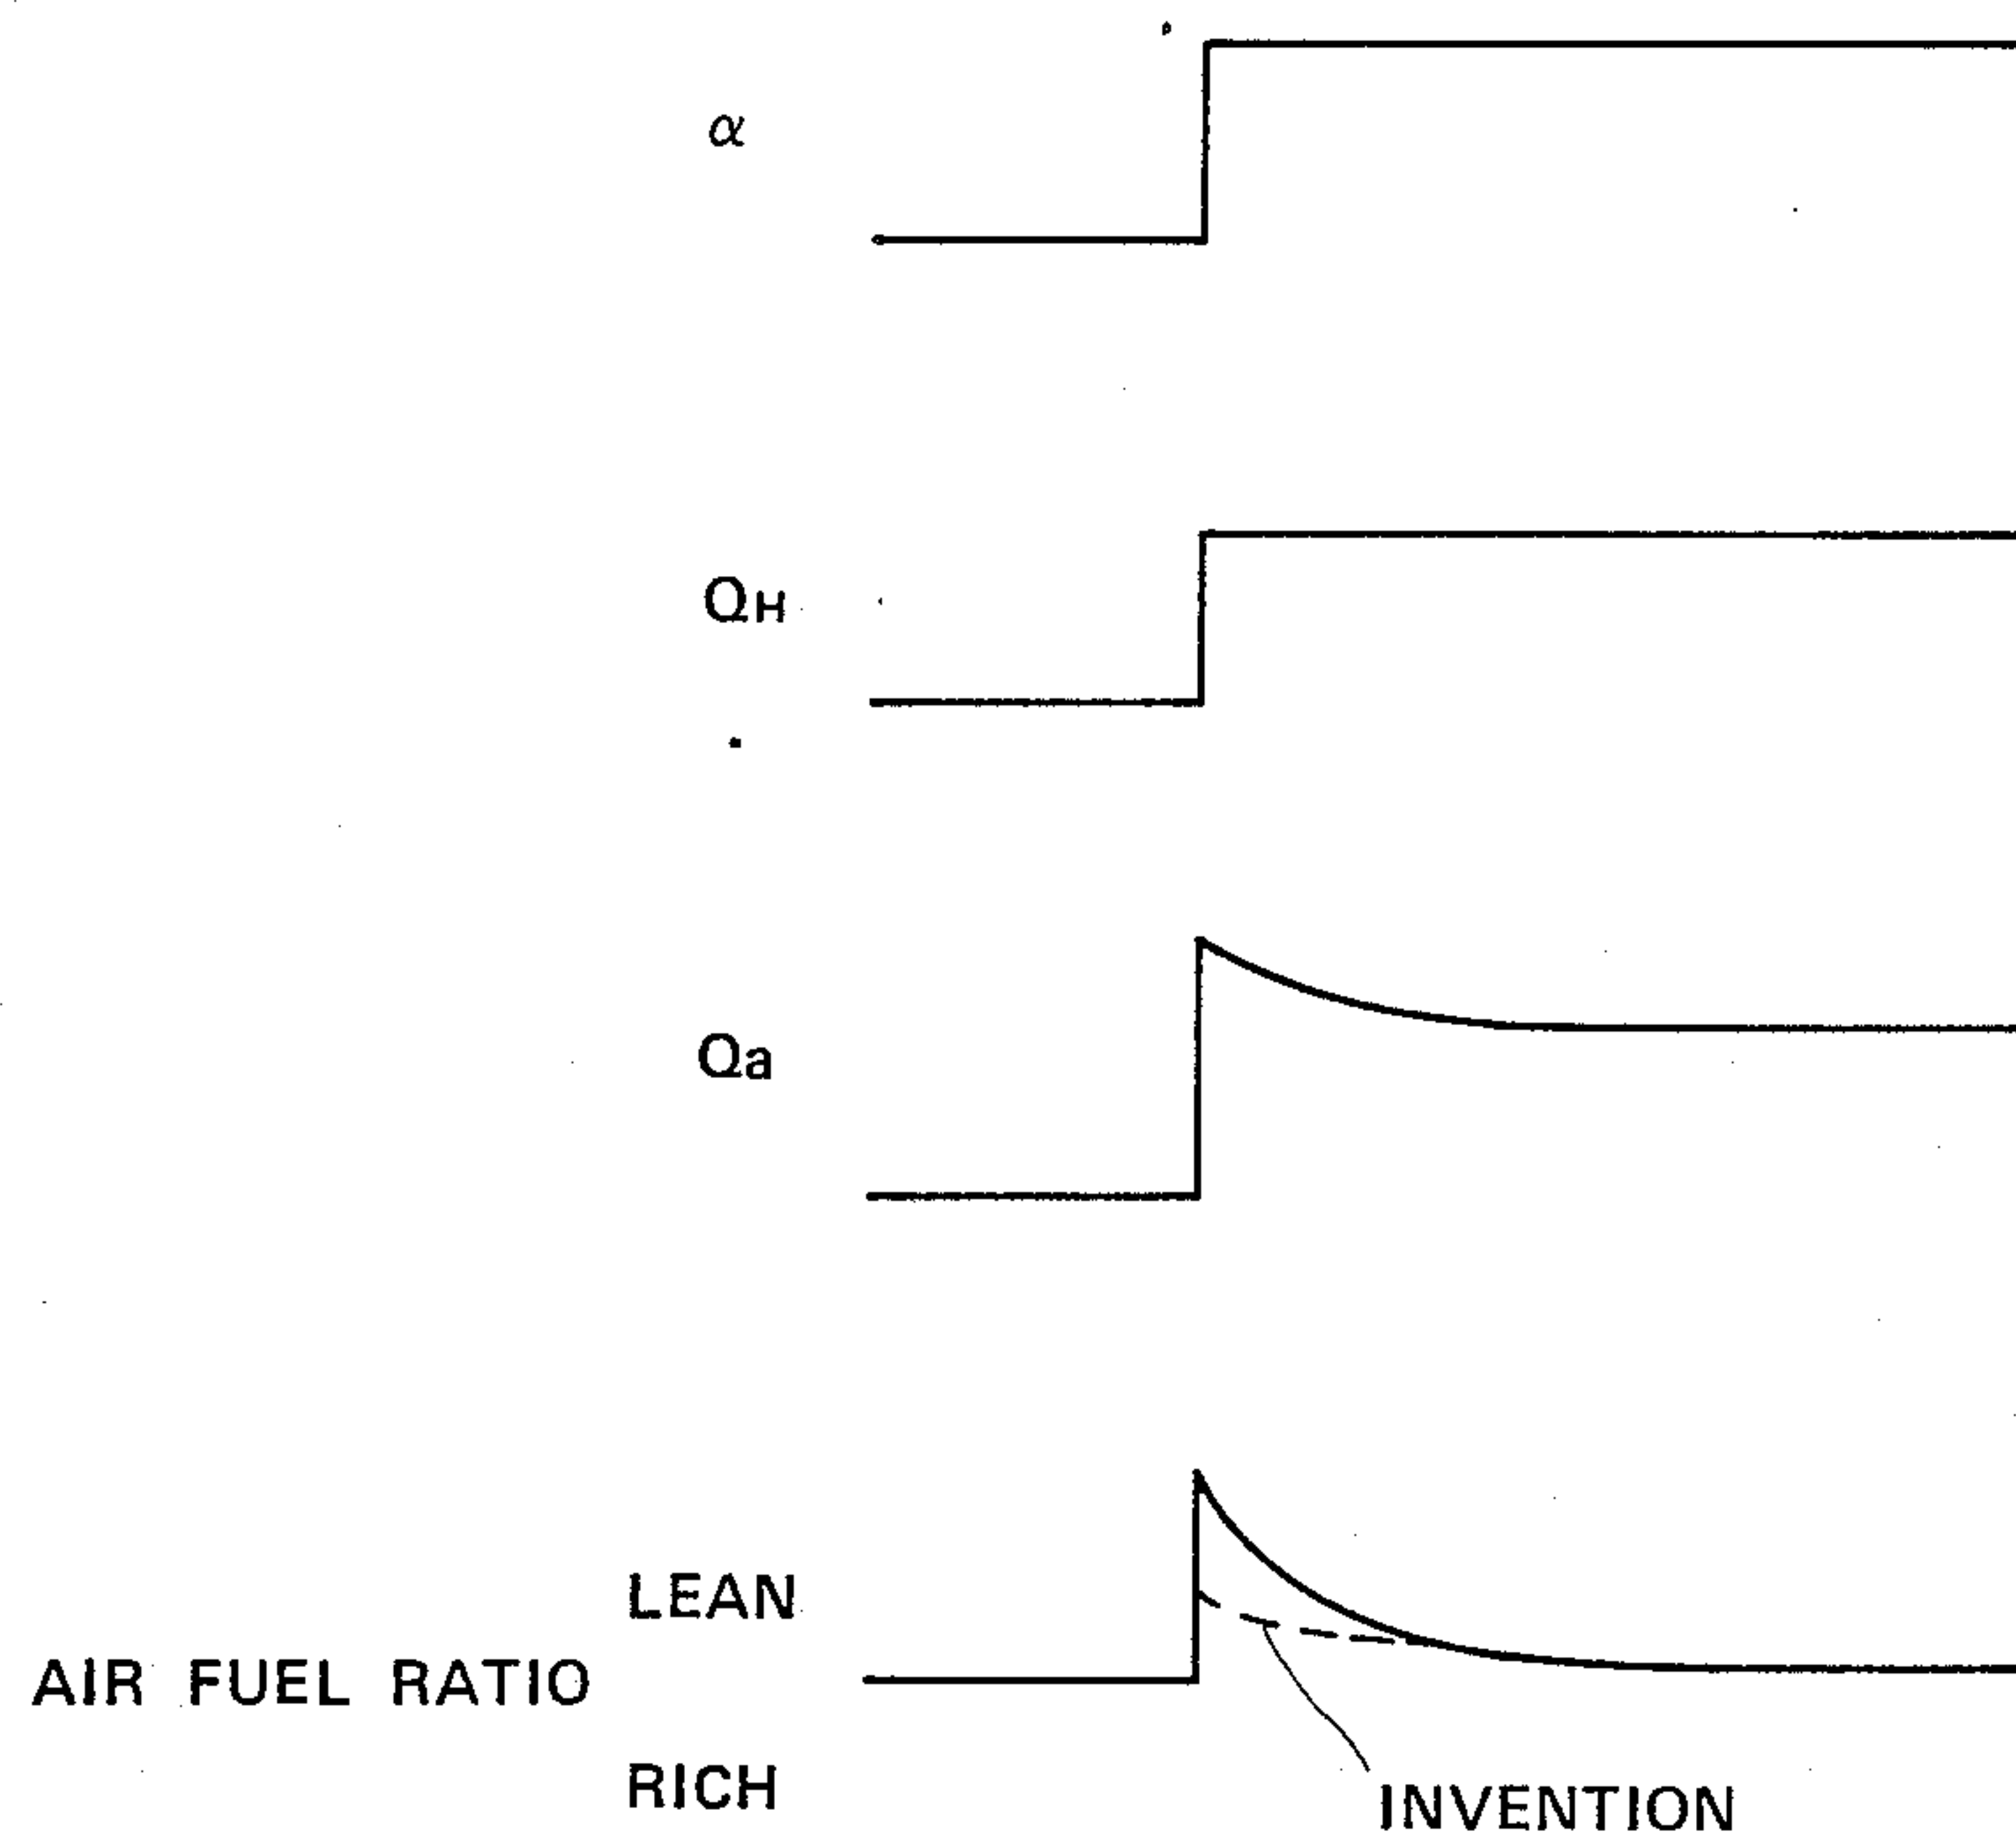 α
QH
Qa
LEAN
AIR FUEL RATIO
RICH
INVENTION